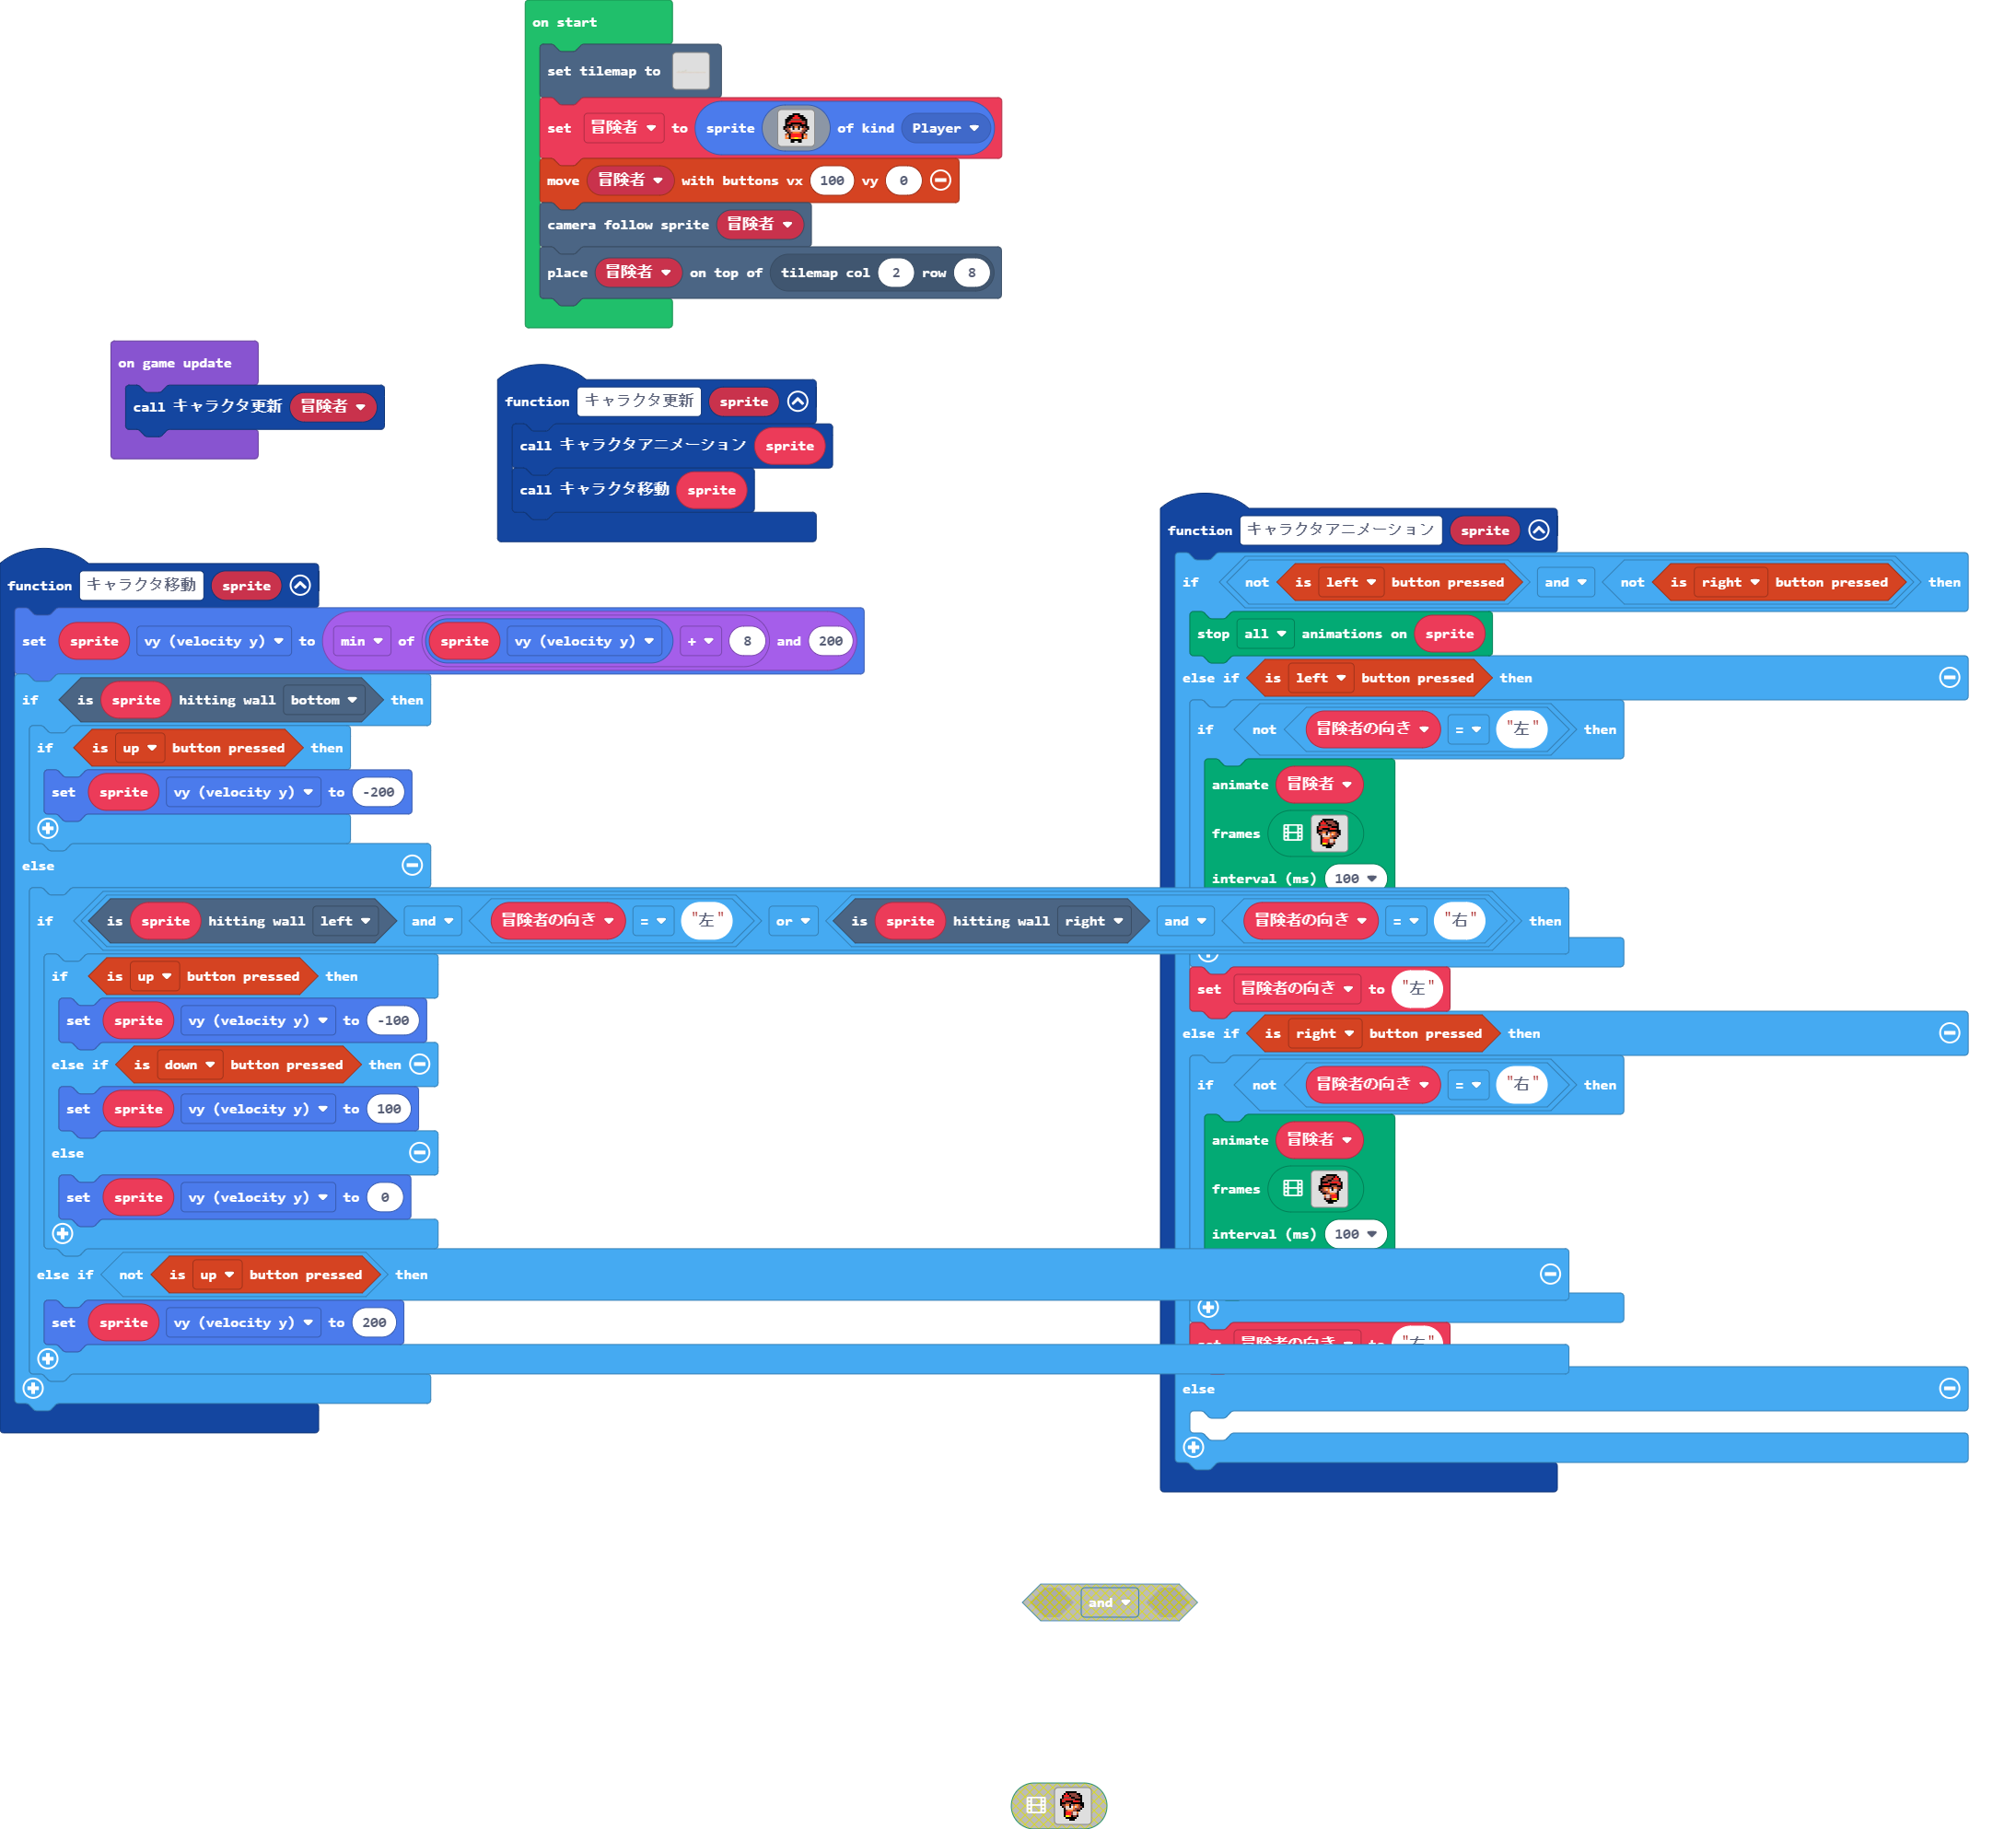 on start
set tilemap to
set 冒険者 to sprite of kind Player
move 冒険者 with buttons vx 100 vy 0
camera follow sprite 冒険者
place 冒険者 on top of tilemap col 2 row 8
on game update
call キャラクタ更新 冒険者
function キャラクタ更新 sprite
call キャラクタアニメーション sprite
call キャラクタ移動 sprite
function キャラクタ移動 sprite
set sprite vy (velocity y) to min of sprite vy (velocity y) + 8 and 200
if is sprite hitting wall bottom then
if is up button pressed then
set sprite vy (velocity y) to -200
else
if is sprite hitting wall left and 冒険者の向き = "左" or is sprite hitting wall right and 冒険者の向き = "右" then
if is up button pressed then
set sprite vy (velocity y) to -100
else if is down button pressed then
set sprite vy (velocity y) to 100
else
set sprite vy (velocity y) to 0
else if not is up button pressed then
set sprite vy (velocity y) to 200
function キャラクタアニメーション sprite
if not is left button pressed and not is right button pressed then
stop all animations on sprite
else if is left button pressed then
if not 冒険者の向き = "左" then
animate 冒険者
frames
interval (ms) 100
set 冒険者の向き to "左"
else if is right button pressed then
if not 冒険者の向き = "右" then
animate 冒険者
frames
interval (ms) 100
set 冒険者の向き to
else
and